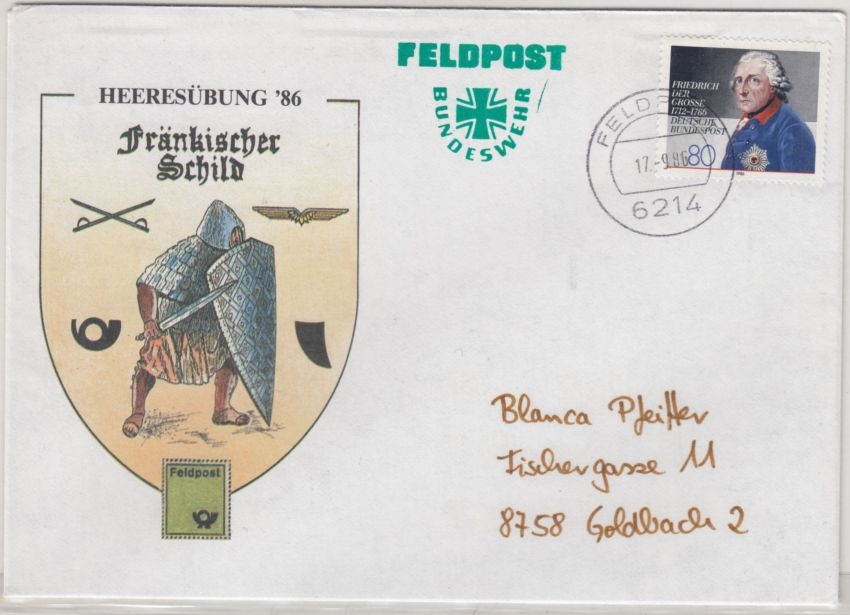 HEERESÜBUNG '86
Fränkischer
Schild
Feldpost
FELDPOST
BUNDESWEHR
FRIEDRICH
DER
GROSSE
1712-1786
DEUTSCHE
BUNDESPOST
80
17.-9.86
6214
Blanca Pfeiffer
Fischergasse 11
8758 Goldbach 2